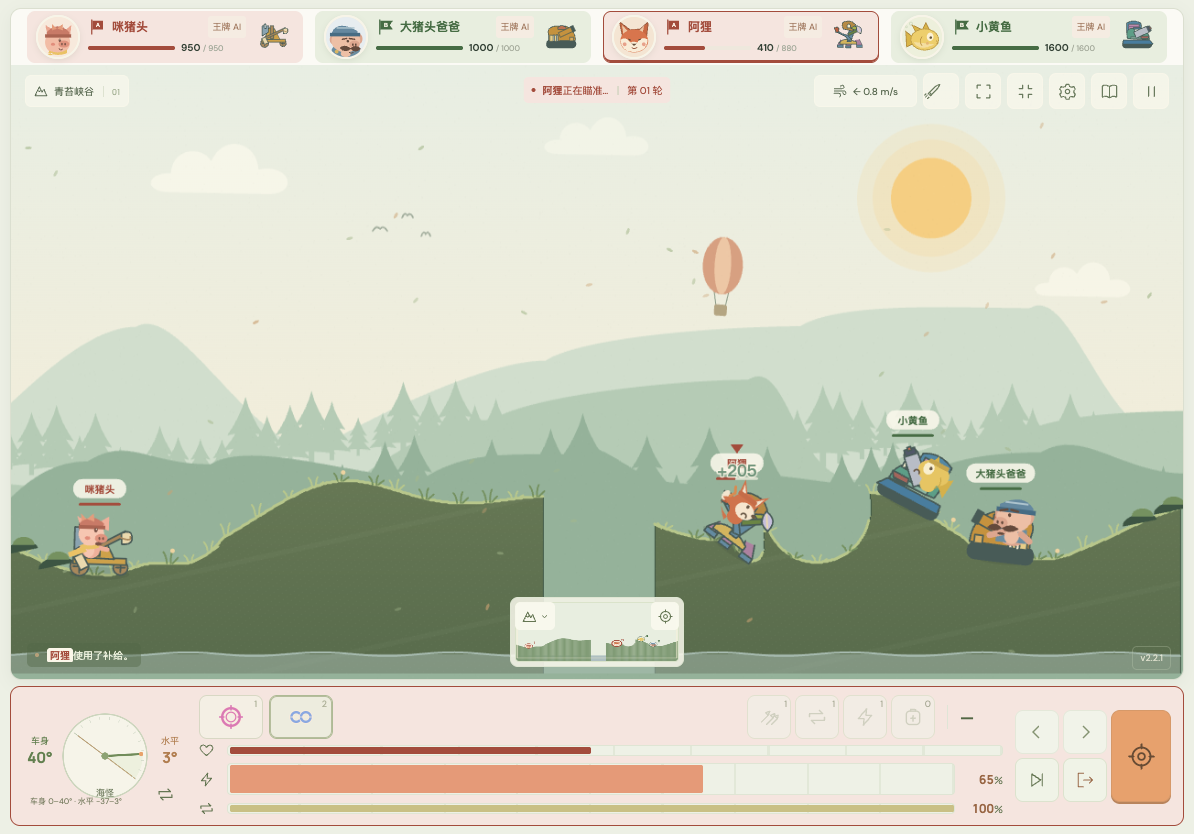 A 咪猪头 王牌 AI
950 / 950
B 大猪头爸爸 王牌 AI
1000 / 1000
A 阿狸 王牌 AI
410 / 880
B 小黄鱼 王牌 AI
1600 / 1600
青苔峡谷 01
阿狸正在瞄准… 第 01 轮
← 0.8 m/s
小黄鱼
阿狸
+205
大猪头爸爸
咪猪头
阿狸使用了补给。
v2.2.1
1
2
1
1
1
0
车身
40°
水平
3°
海怪
车身 0–40° · 水平 −37–3°
65%
100%